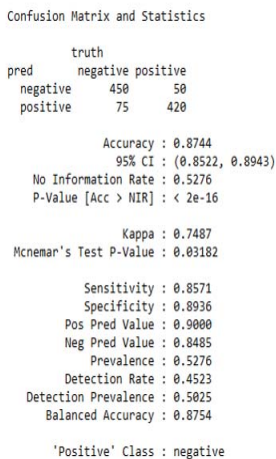 Confusion Matrix and Statistics
truth
pred negative positive
negative 450 50
positive 75 420
Accuracy : 0.8744
95% CI : (0.8522, 0.8943)
No Information Rate : 0.5276
P-Value [Acc > NIR] : < 2e-16
Kappa : 0.7487
Mcnemar's Test P-Value : 0.03182
Sensitivity : 0.8571
Specificity : 0.8936
Pos Pred Value : 0.9000
Neg Pred Value : 0.8485
Prevalence : 0.5276
Detection Rate : 0.4523
Detection Prevalence : 0.5025
Balanced Accuracy : 0.8754
'Positive' Class : negative